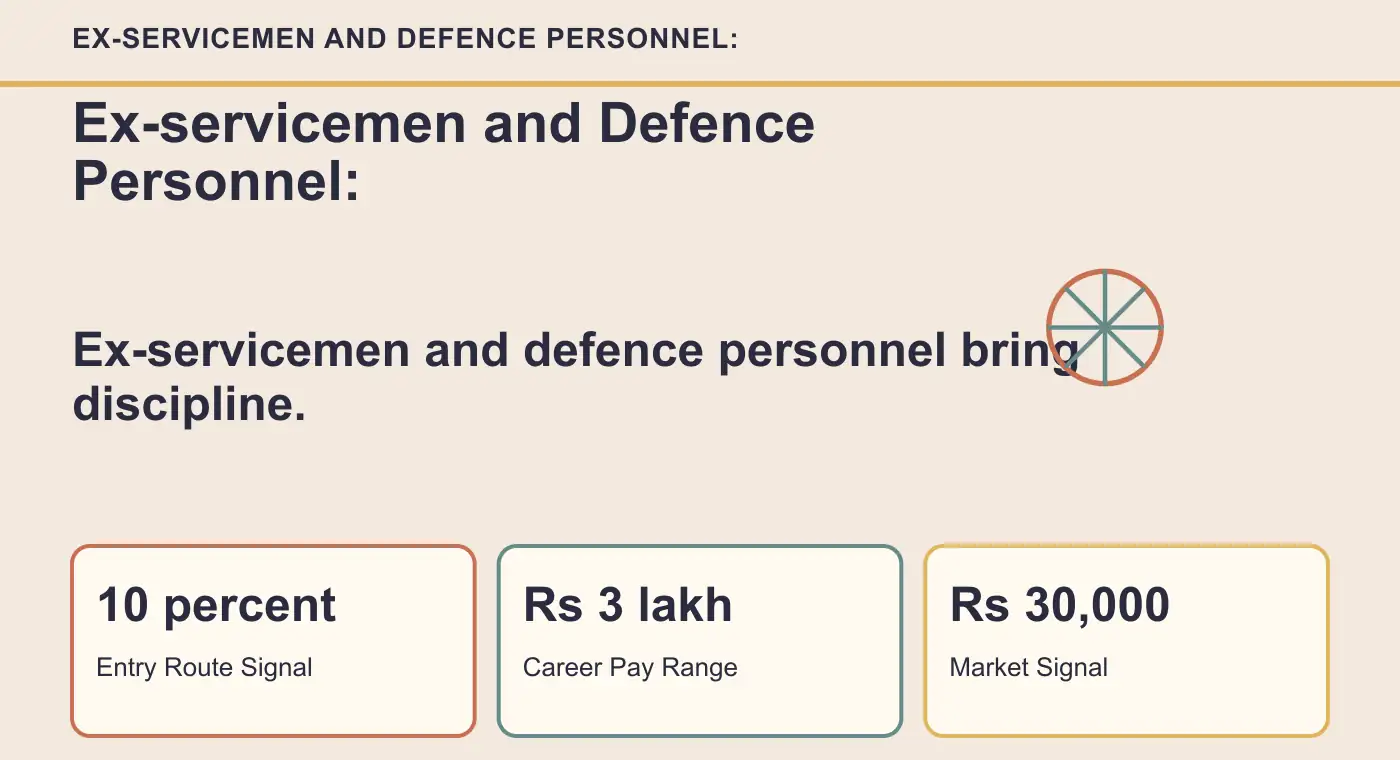 EX-SERVICEMEN AND DEFENCE PERSONNEL:
Ex-servicemen and Defence
Personnel:
Ex-servicemen and defence personnel bring
discipline.
10 percent
Entry Route Signal
Rs 3 lakh
Career Pay Range
Rs 30,000
Market Signal